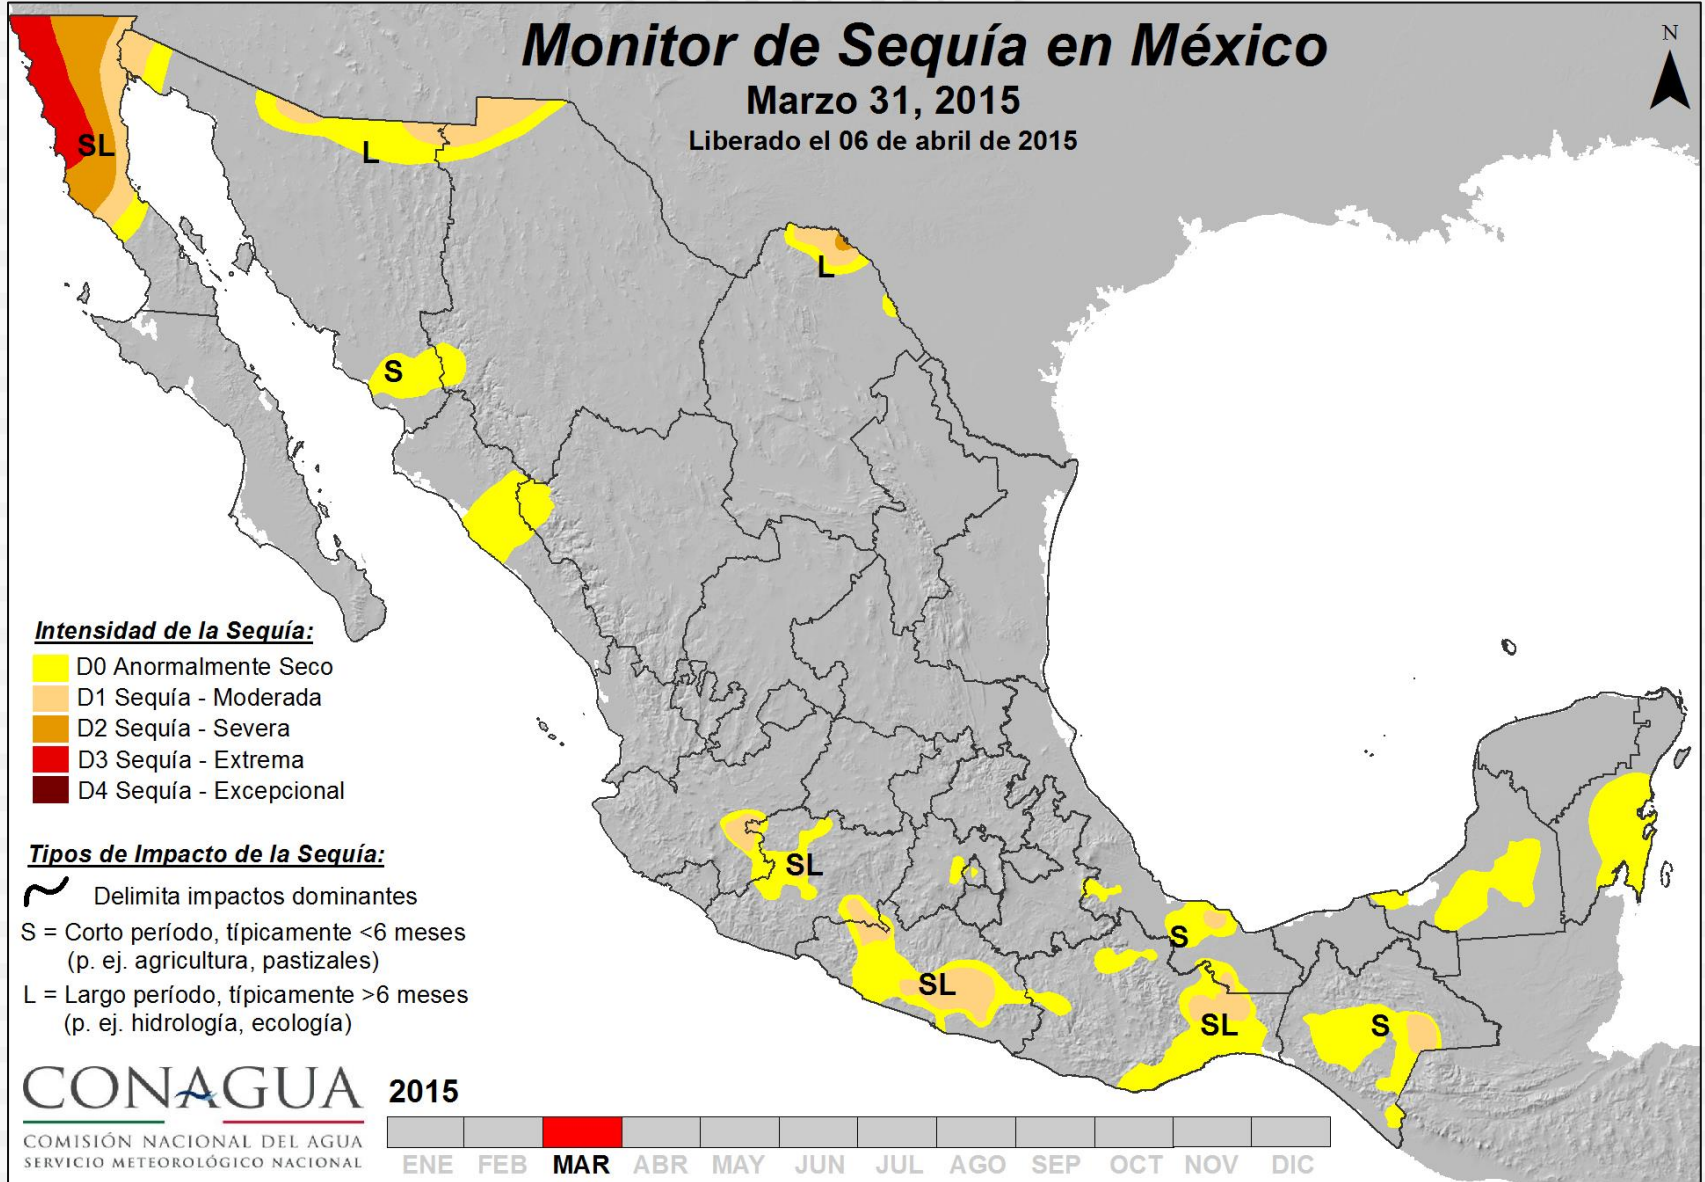 Monitor de Sequía en México
Marzo 31, 2015
Liberado el 06 de abril de 2015
N
SL
L
L
S
SL
SL
S
SL
S
Intensidad de la Sequía:
D0 Anormalmente Seco
D1 Sequía - Moderada
D2 Sequía - Severa
D3 Sequía - Extrema
D4 Sequía - Excepcional
Tipos de Impacto de la Sequía:
Delimita impactos dominantes
S = Corto período, típicamente <6 meses
(p. ej. agricultura, pastizales)
L = Largo período, típicamente >6 meses
(p. ej. hidrología, ecología)
CONAGUA
COMISIÓN NACIONAL DEL AGUA
SERVICIO METEOROLÓGICO NACIONAL
2015
ENE FEB MAR ABR MAY JUN JUL AGO SEP OCT NOV DIC